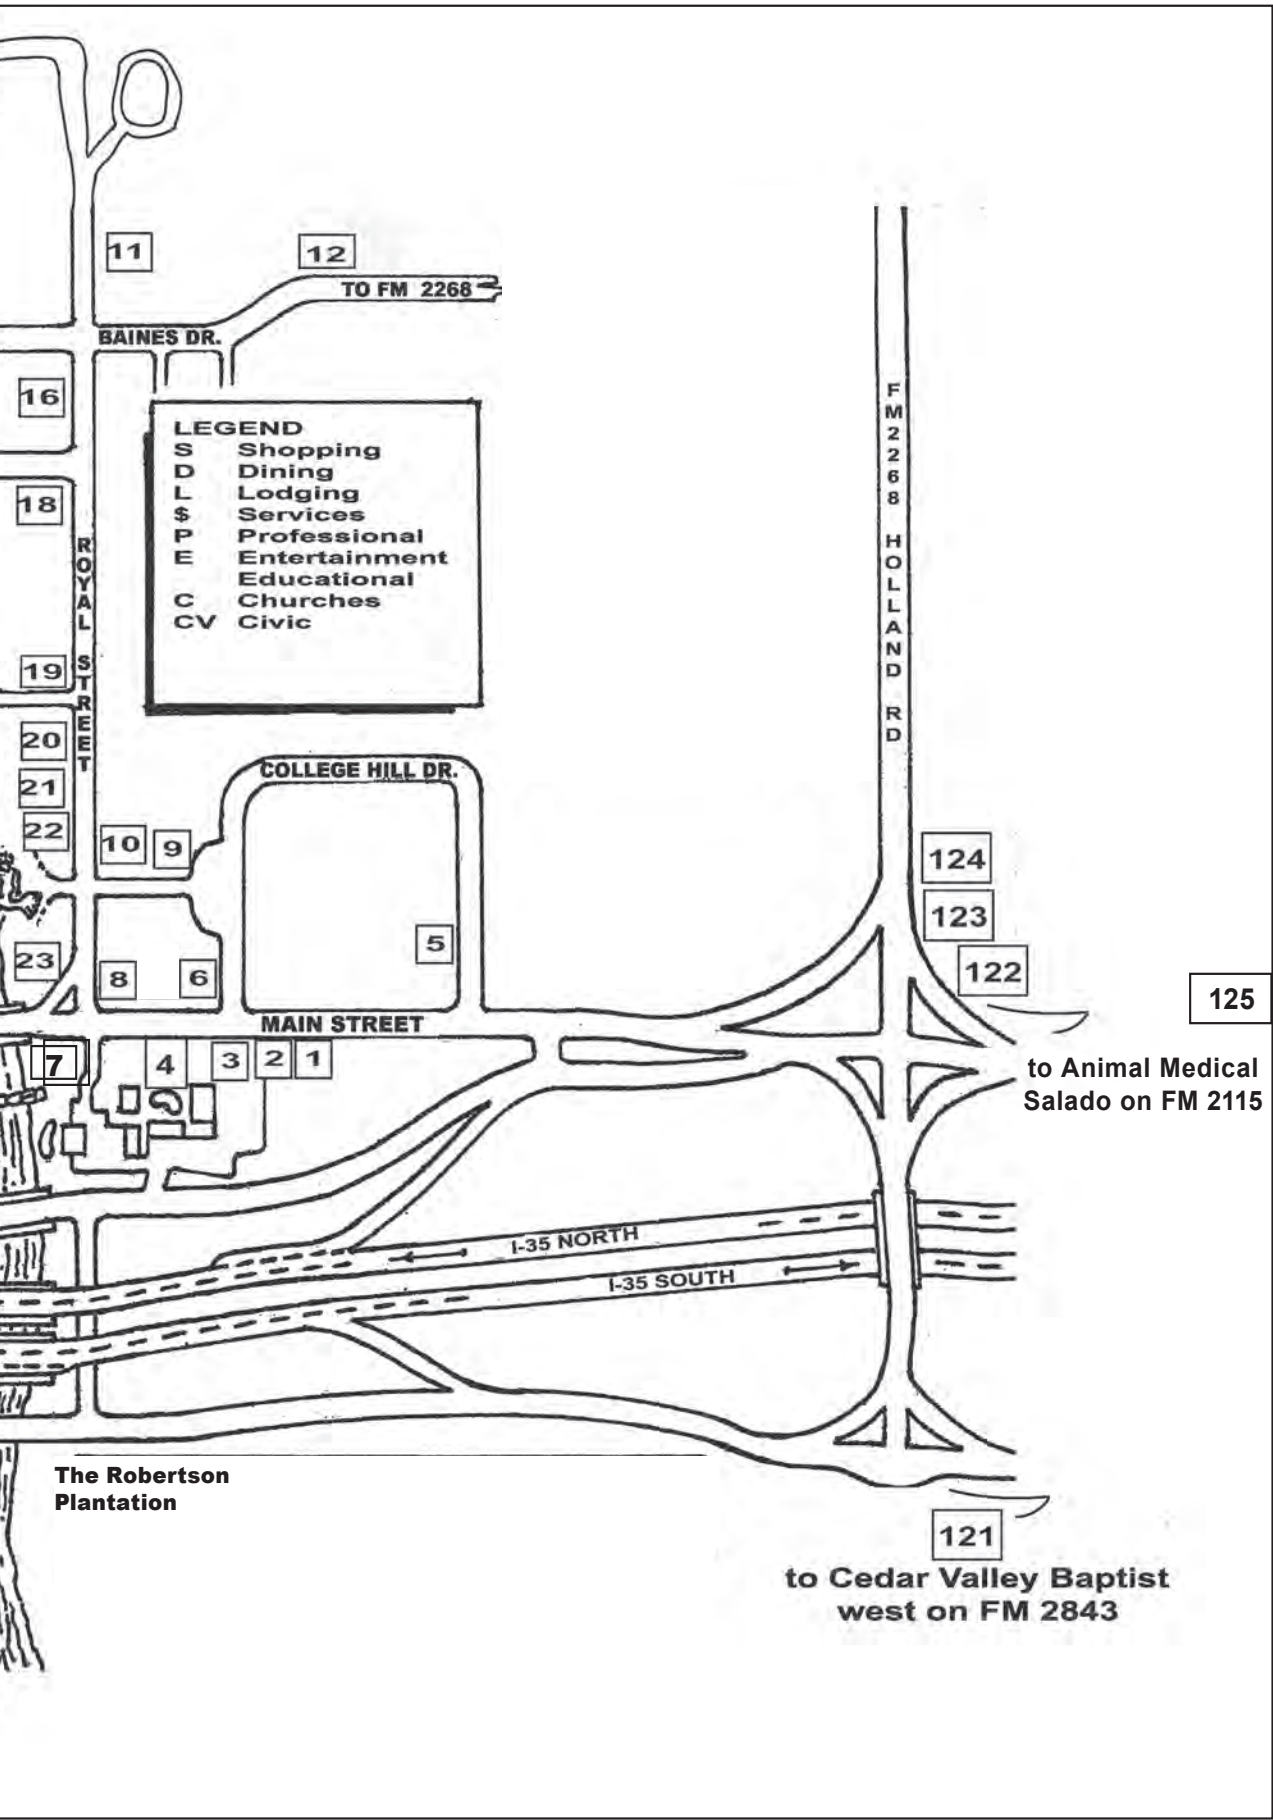 11
12
TO FM 2268
BAINES DR.
16
LEGEND
S Shopping
D Dining
L Lodging
$ Services
P Professional
E Entertainment
Educational
C Churches
CV Civic
18
ROYAL STREET
FM2268 HOLLAND RD
19
20
21
22
COLLEGE HILL DR.
10
9
124
123
122
5
23
8
6
125
MAIN STREET
7
4
3
2
1
to Animal Medical
Salado on FM 2115
I-35 NORTH
I-35 SOUTH
The Robertson
Plantation
121
to Cedar Valley Baptist
west on FM 2843